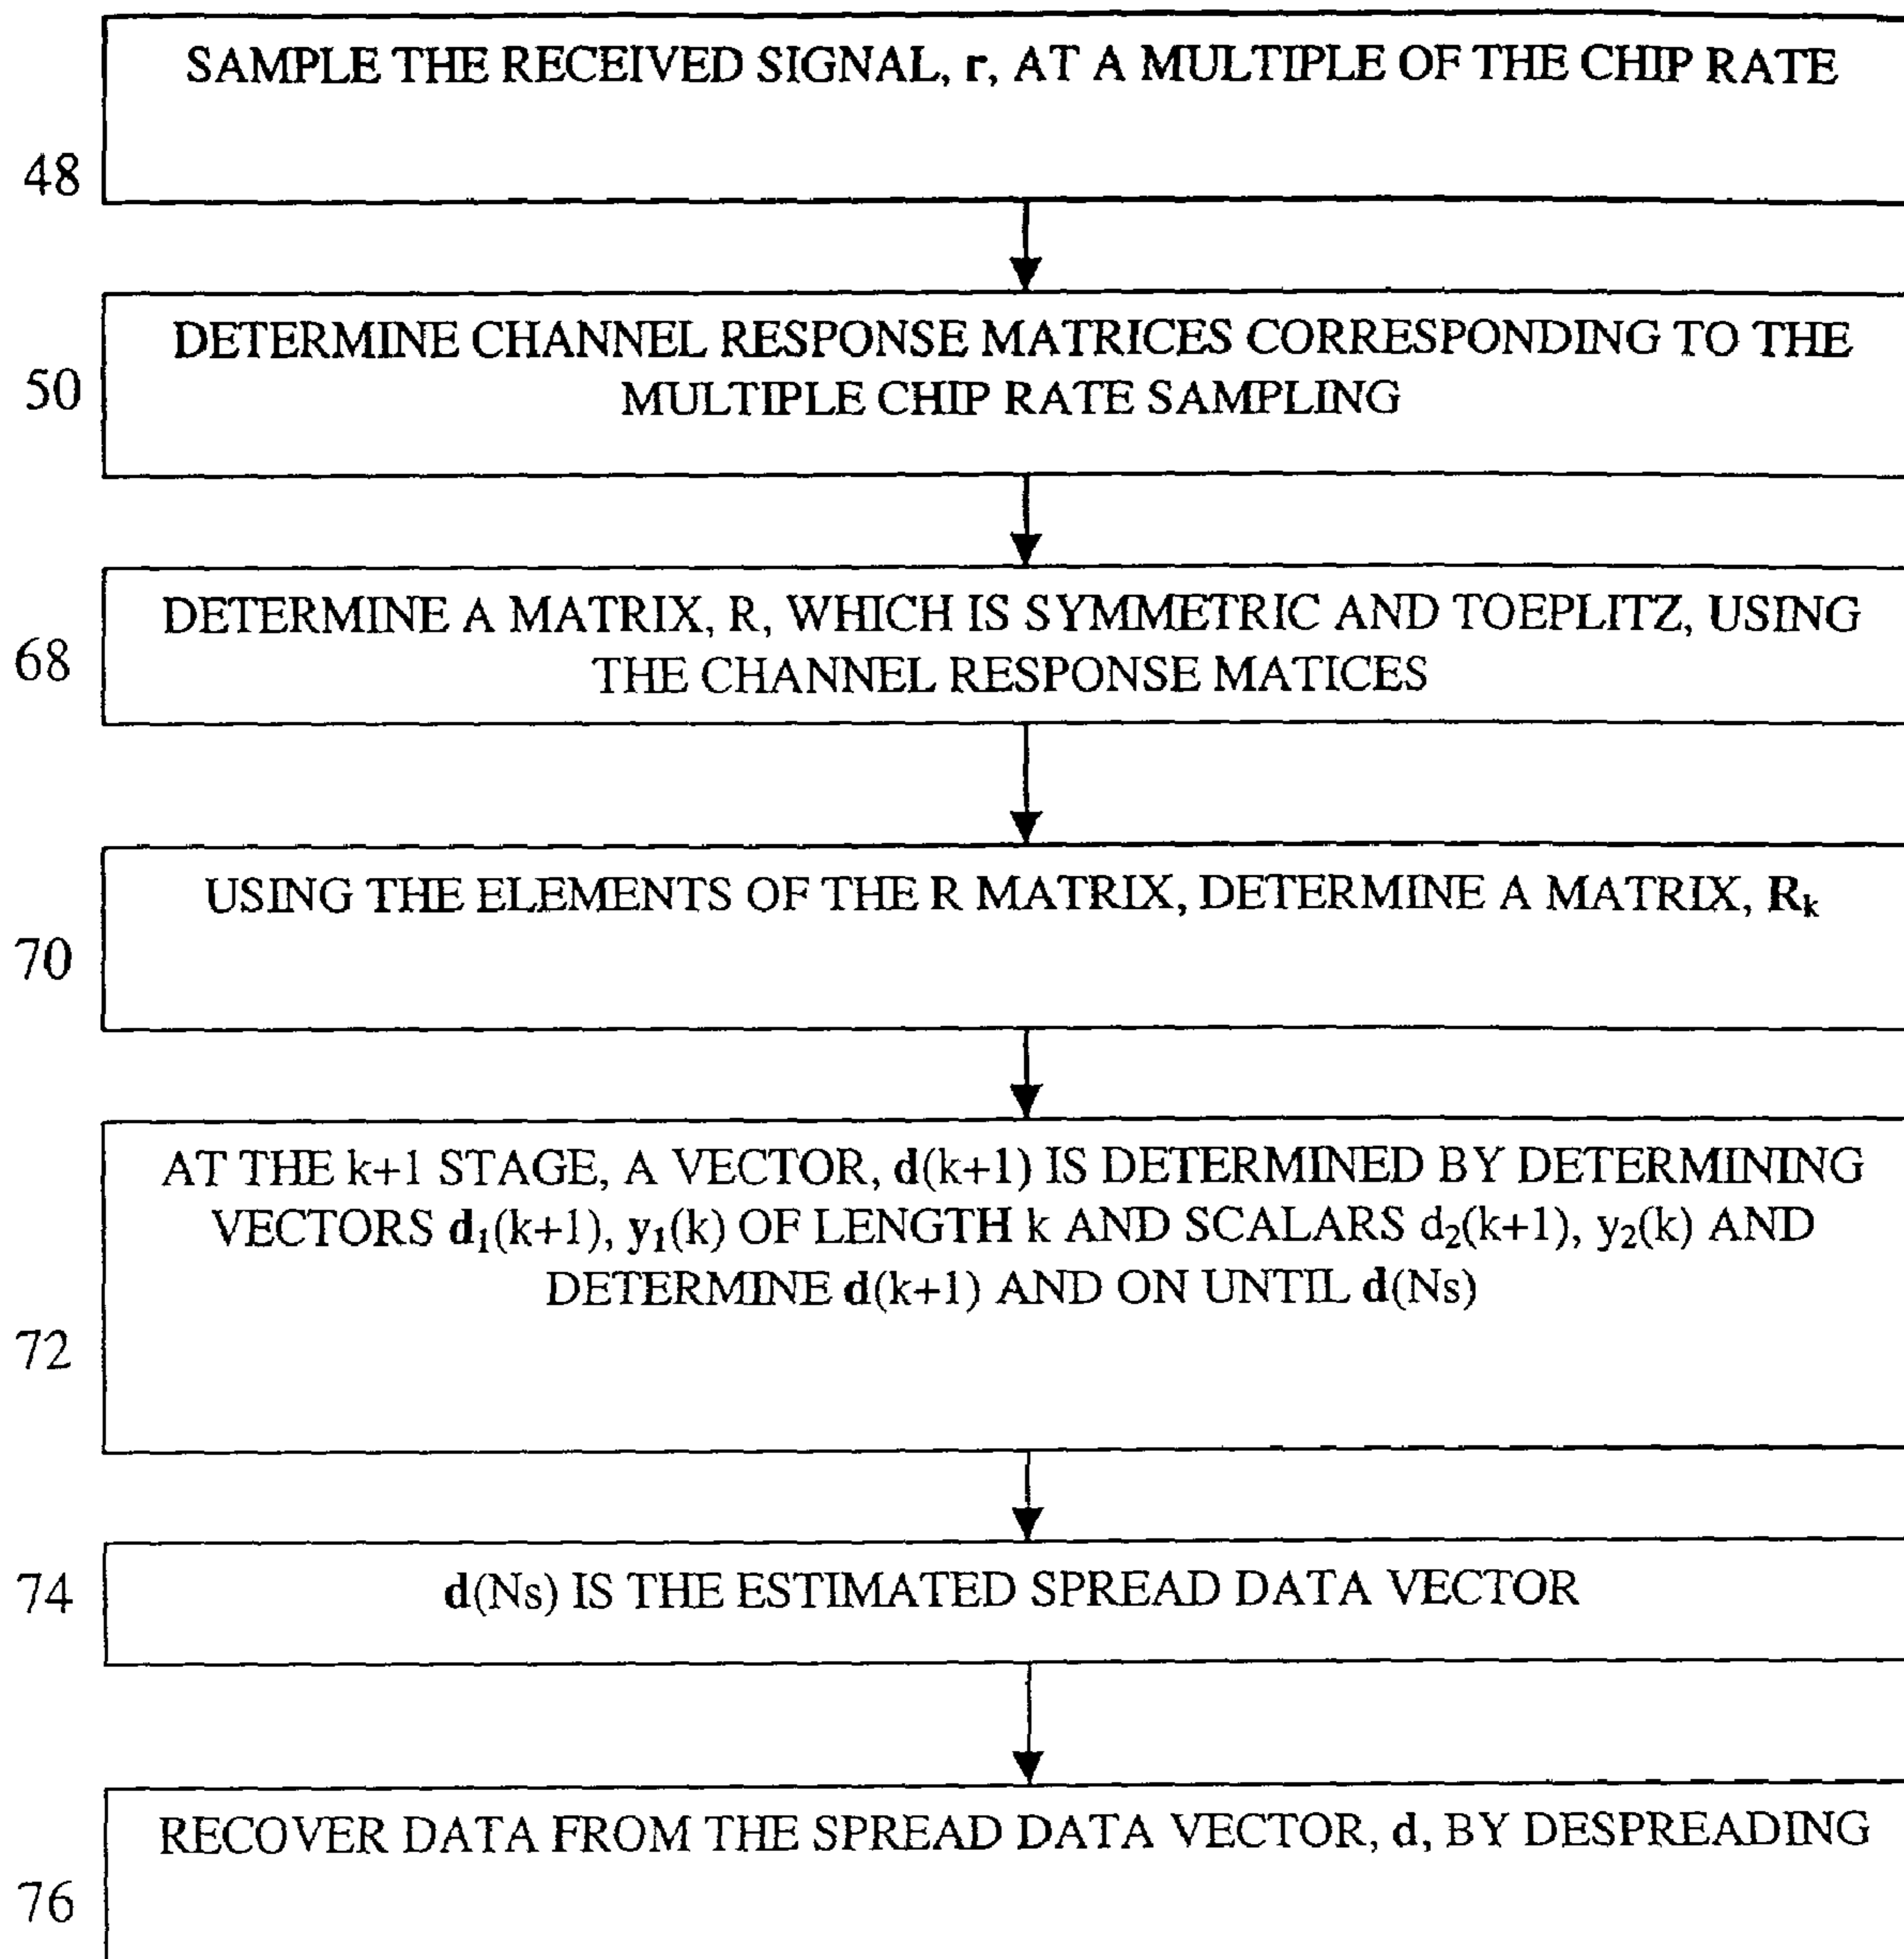 SAMPLE THE RECEIVED SIGNAL, r, AT A MULTIPLE OF THE CHIP RATE
48
DETERMINE CHANNEL RESPONSE MATRICES CORRESPONDING TO THE
MULTIPLE CHIP RATE SAMPLING
50
DETERMINE A MATRIX, R, WHICH IS SYMMETRIC AND TOEPLITZ, USING
THE CHANNEL RESPONSE MATICES
68
USING THE ELEMENTS OF THE R MATRIX, DETERMINE A MATRIX, Rₖ
70
AT THE k+1 STAGE, A VECTOR, d(k+1) IS DETERMINED BY DETERMINING
VECTORS d₁(k+1), y₁(k) OF LENGTH k AND SCALARS d₂(k+1), y₂(k) AND
DETERMINE d(k+1) AND ON UNTIL d(Ns)
72
74
d(Ns) IS THE ESTIMATED SPREAD DATA VECTOR
RECOVER DATA FROM THE SPREAD DATA VECTOR, d, BY DESPREADING
76